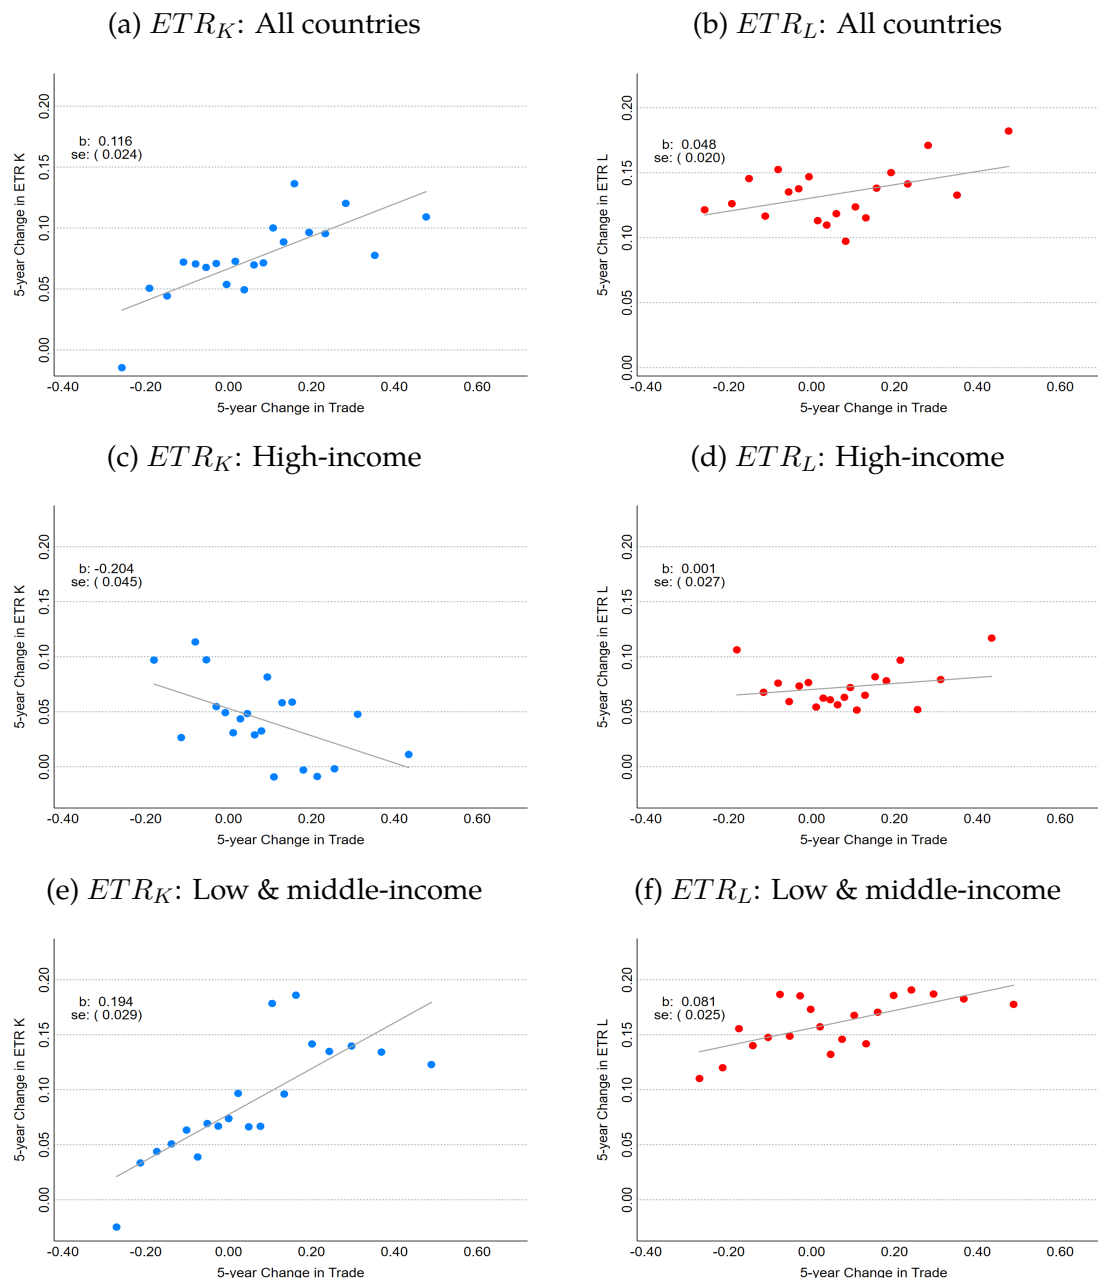 (a) ETR_K: All countries
5-year Change in ETR K
0.20
0.15
0.10
0.05
0.00
b: 0.116
se: ( 0.024)
-0.40 -0.20 0.00 0.20 0.40 0.60
5-year Change in Trade
(b) ETR_L: All countries
5-year Change in ETR L
0.20
0.15
0.10
0.05
0.00
b: 0.048
se: ( 0.020)
-0.40 -0.20 0.00 0.20 0.40 0.60
5-year Change in Trade
(c) ETR_K: High-income
5-year Change in ETR K
0.20
0.15
0.10
0.05
0.00
b: -0.204
se: ( 0.045)
-0.40 -0.20 0.00 0.20 0.40 0.60
5-year Change in Trade
(d) ETR_L: High-income
5-year Change in ETR L
0.20
0.15
0.10
0.05
0.00
b: 0.001
se: ( 0.027)
-0.40 -0.20 0.00 0.20 0.40 0.60
5-year Change in Trade
(e) ETR_K: Low & middle-income
5-year Change in ETR K
0.20
0.15
0.10
0.05
0.00
b: 0.194
se: ( 0.029)
-0.40 -0.20 0.00 0.20 0.40 0.60
5-year Change in Trade
(f) ETR_L: Low & middle-income
5-year Change in ETR L
0.20
0.15
0.10
0.05
0.00
b: 0.081
se: ( 0.025)
-0.40 -0.20 0.00 0.20 0.40 0.60
5-year Change in Trade